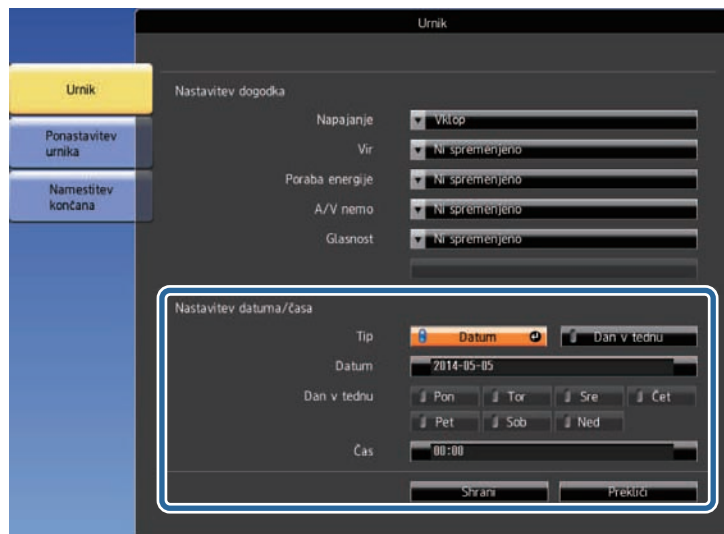 Urnik
Urnik
Ponastavitev
urnika
Namestitev
končana
Nastavitev dogodka
Napajanje Vklop
Vir Ni spremenjeno
Poraba energije Ni spremenjeno
A/V nemo Ni spremenjeno
Glasnost Ni spremenjeno
Nastavitev datuma/časa
Tip Datum Dan v tednu
Datum 2014-05-05
Dan v tednu Pon Tor Sre Čet
Pet Sob Ned
Čas 00:00
Shrani Prekliči